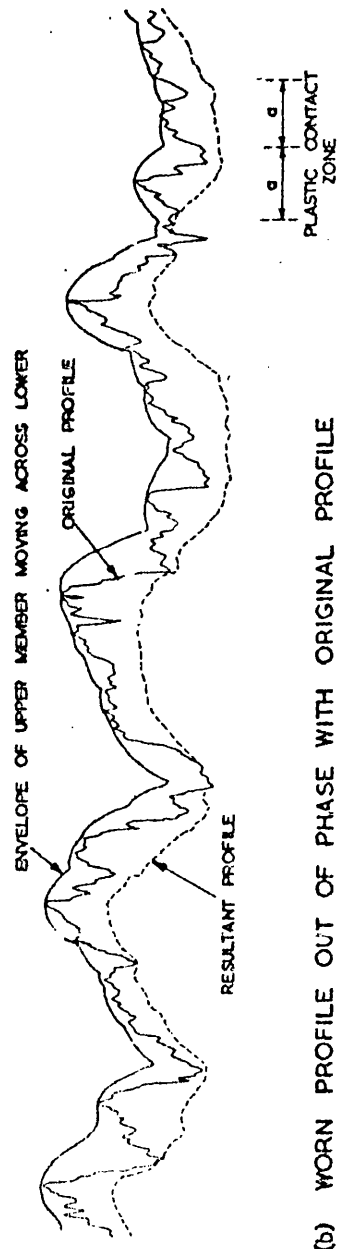 ENVELOPE OF UPPER MEMBER MOVING ACROSS LOWER
ORIGINAL PROFILE
RESULTANT PROFILE
a
a
PLASTIC CONTACT
ZONE
(b) WORN PROFILE OUT OF PHASE WITH ORIGINAL PROFILE